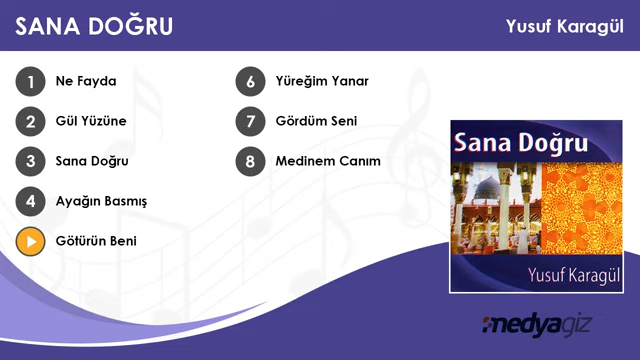 SANA DOĞRU
Yusuf Karagül
1 Ne Fayda
2 Gül Yüzüne
3 Sana Doğru
4 Ayağın Basmış
Götürün Beni
6 Yüreğim Yanar
7 Gördüm Seni
8 Medinem Canım
Sana Doğru
Yusuf Karagül
medyagiz